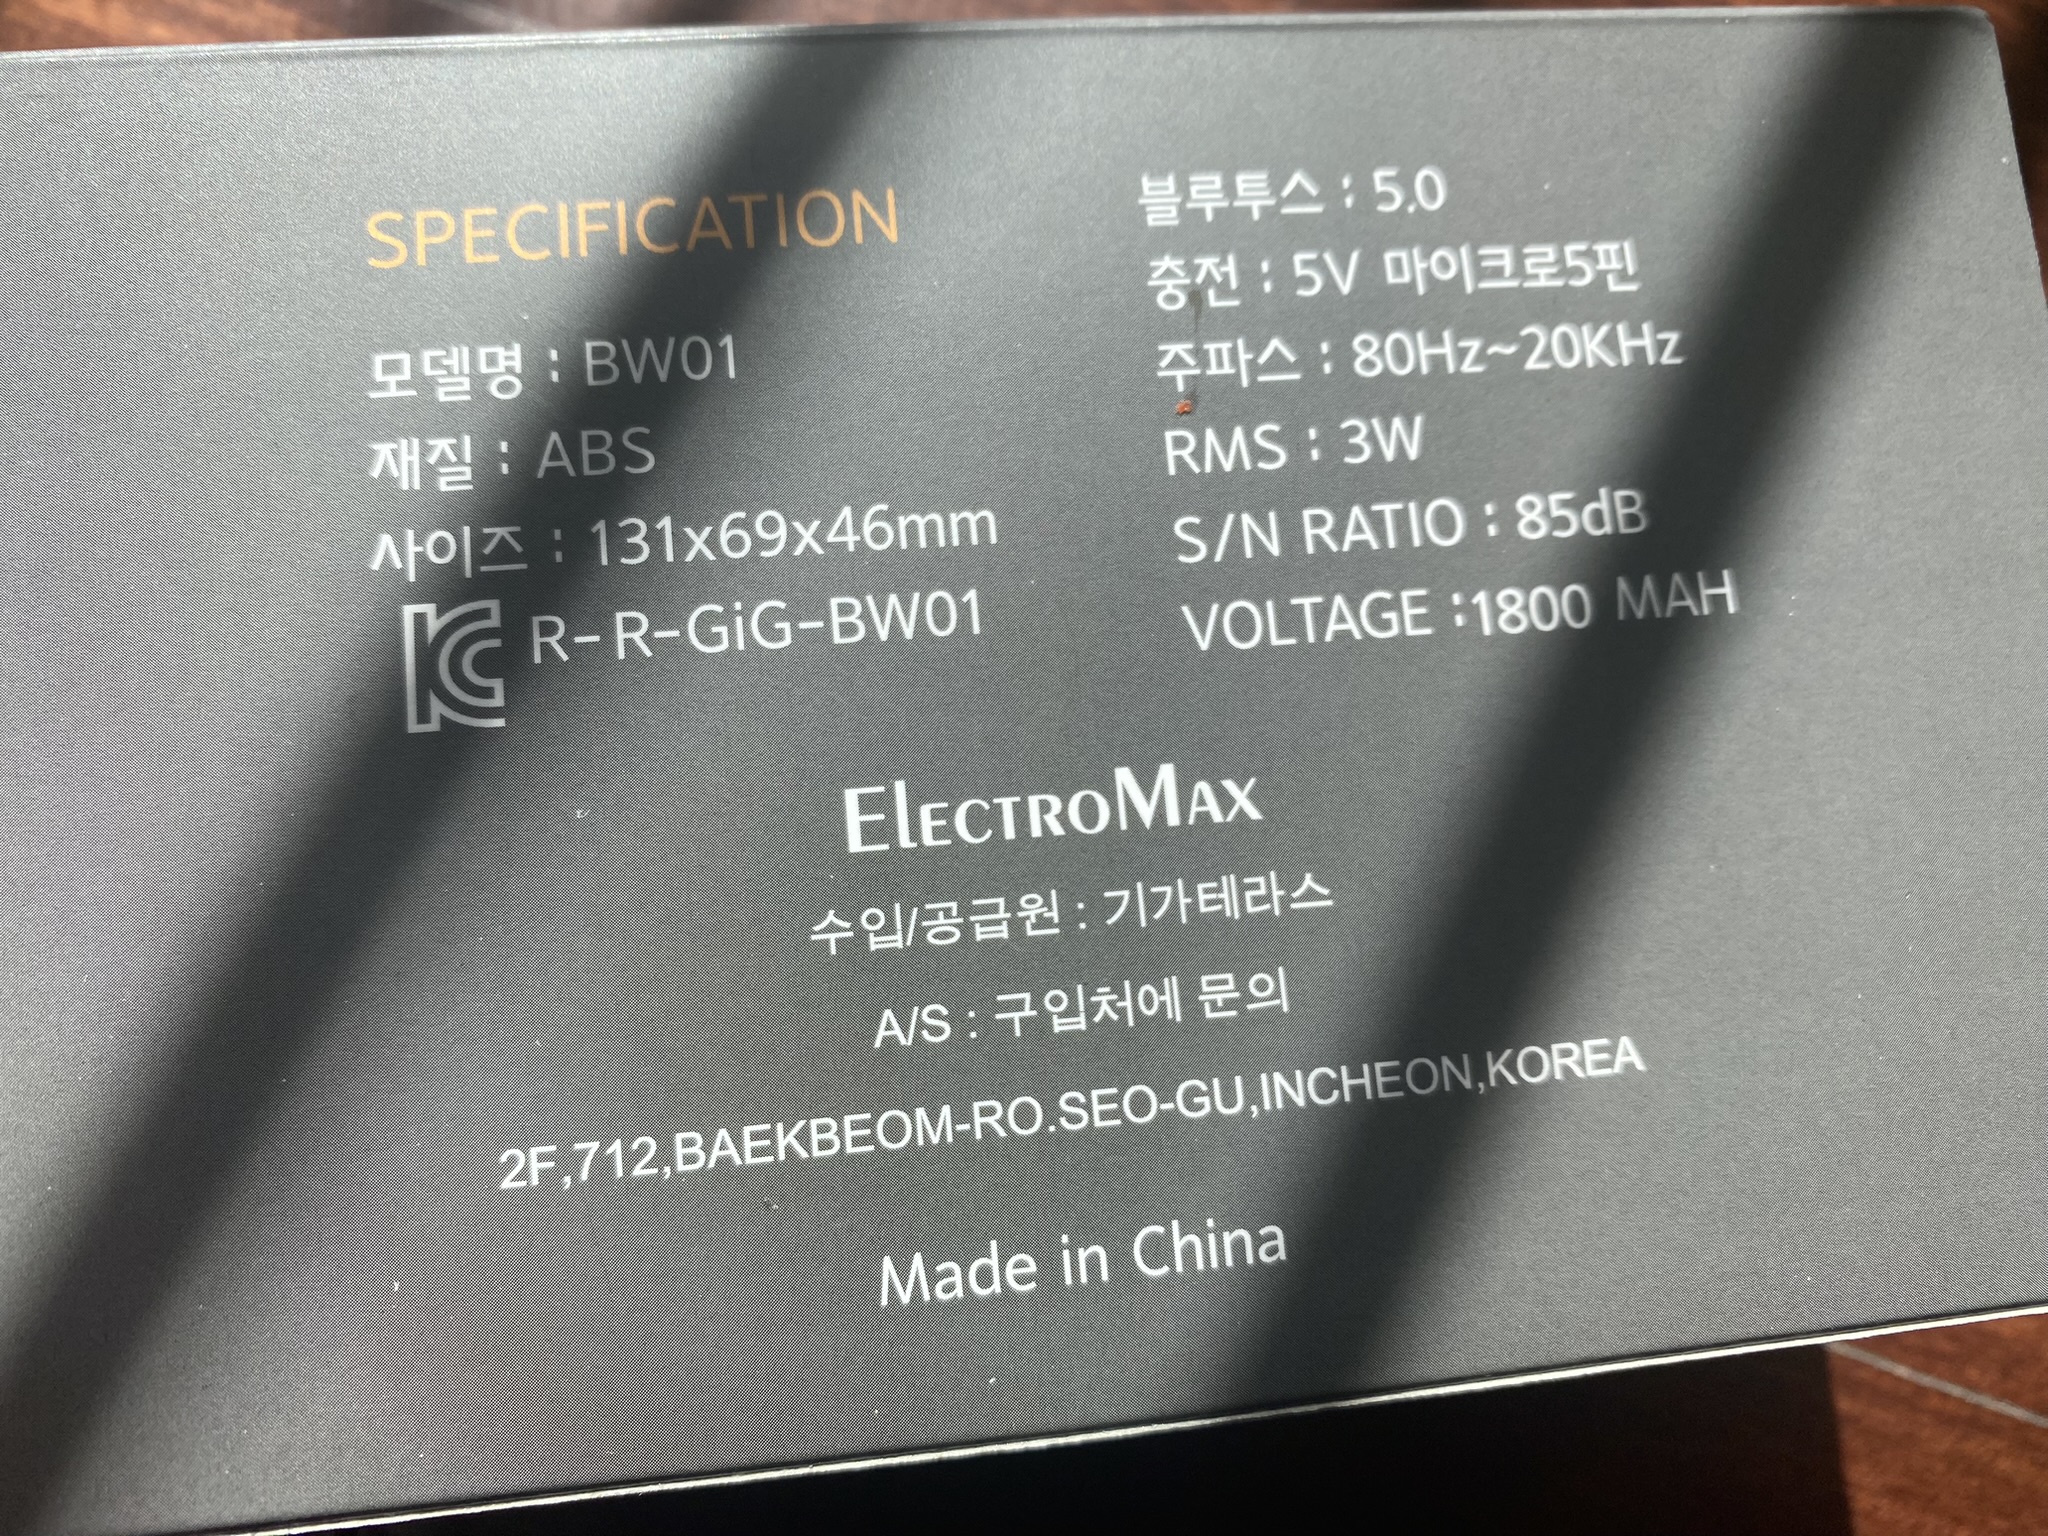 SPECIFICATION
모델명 : BW01
재질 : ABS
사이즈 : 131x69x46mm
R-R-GiG-BW01
블루투스 : 5.0
충전 : 5V 마이크로5핀
주파스 : 80Hz~20KHz
RMS : 3W
S/N RATIO : 85dB
VOLTAGE :1800 MAH
ElectroMax
수입/공급원 : 기가테라스
A/S : 구입처에 문의
2F,712,BAEKBEOM-RO.SEO-GU,INCHEON,KOREA
Made in China